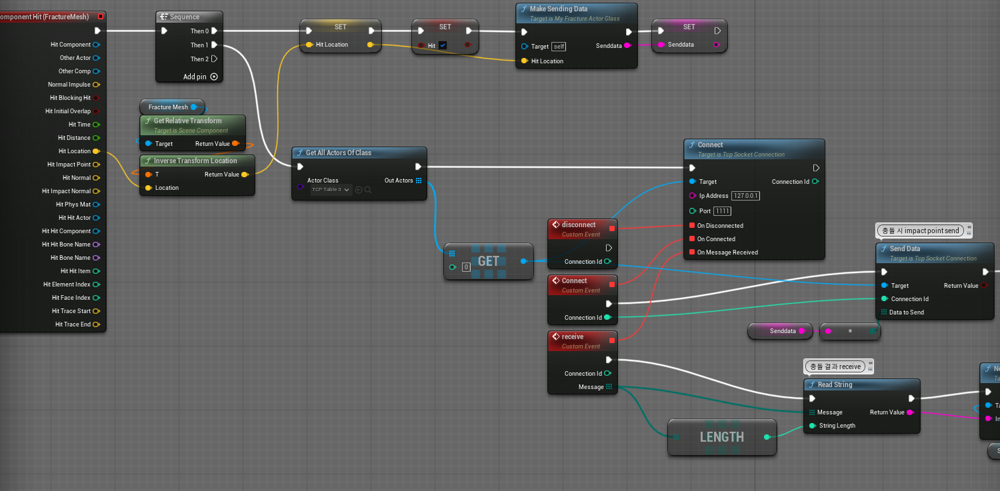 omponent Hit (FractureMesh)
Hit Component
Other Actor
Other Comp
Normal Impulse
Hit Blocking Hit
Hit Initial Overlap
Hit Time
Hit Distance
Hit Location
Hit Impact Point
Hit Normal
Hit Impact Normal
Hit Phys Mat
Hit Hit Actor
Hit Hit Component
Hit Hit Bone Name
Hit Bone Name
Hit Hit Item
Hit Element Index
Hit Face Index
Hit Trace Start
Hit Trace End
Sequence
Then 0
Then 1
Then 2
Add pin
Fracture Mesh
Get Relative Transform
Target is Scene Component
Target Return Value
Inverse Transform Location
T Return Value
Location
SET
Hit Location
SET
Hit
Make Sending Data
Target is My Fracture Actor Glass
Target self Senddata
Hit Location
SET
Senddata
Get All Actors Of Class
Actor Class Out Actors
TCP Table 3
0 GET
disconnect
Custom Event
Connection Id
Connect
Custom Event
Connection Id
receive
Custom Event
Connection Id
Message
Connect
Target is Tcp Socket Connection
Target Connection Id
Ip Address 127.0.0.1
Port 1111
On Disconnected
On Connected
On Message Received
충돌 시 impact point send
Send Data
Target is Tcp Socket Connection
Target Return Value
Connection Id
Data to Send
Senddata
충돌 결과 receive
Read String
Message Return Value
String Length
LENGTH